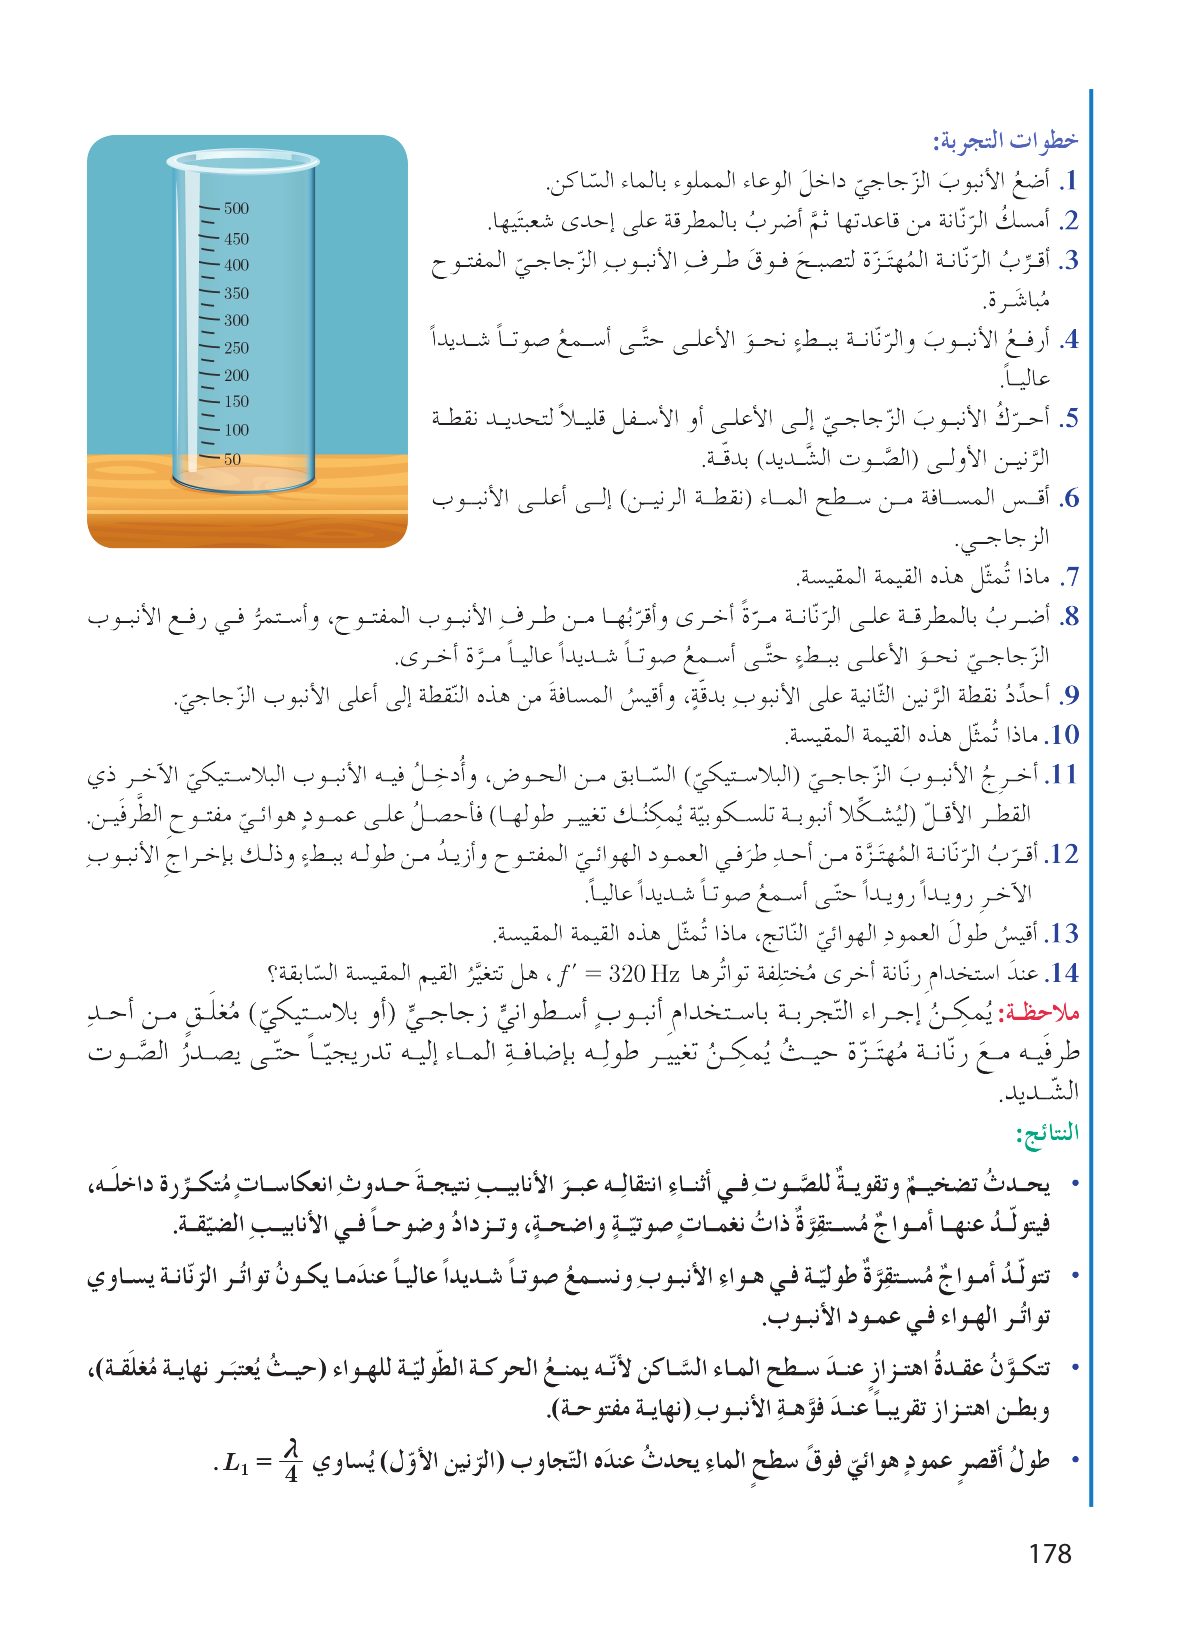 خطوات التجربة:
1. أضعُ الأنبوبَ الزّجاجيّ داخلَ الوعاء المملوء بالماء السّاكن.
2. أمسكُ الرّنّانة من قاعدتها ثمَّ أضربُ بالمطرقة على إحدى شعبتَيها.
3. أقرِّبُ الرّنّانة المُهتَزّة لتصبحَ فوقَ طرفِ الأنبوبِ الزّجاجيّ المفتوح
مُباشَرة.
4. أرفعُ الأنبوبَ والرّنّانة ببطءٍ نحوَ الأعلى حتَّى أسمعُ صوتاً شديداً
عالياً.
5. أحرّكُ الأنبوبَ الزّجاجيّ إلى الأعلى أو الأسفل قليلاً لتحديد نقطة
الرَّنين الأولى (الصَّوت الشَّديد) بدقّة.
6. أقس المسافة من سطح الماء (نقطة الرنين) إلى أعلى الأنبوب
الزجاجي.
7. ماذا تُمثّل هذه القيمة المقيسة.
8. أضربُ بالمطرقة على الرّنّانة مرّةً أخرى وأقرّبُها من طرفِ الأنبوب المفتوح، وأستمرُّ في رفع الأنبوب
الزّجاجيّ نحوَ الأعلى ببطءٍ حتَّى أسمعُ صوتاً شديداً عالياً مرَّة أخرى.
9. أحدِّدُ نقطة الرَّنين الثّانية على الأنبوبِ بدقّةٍ، وأقيسُ المسافةَ من هذه النّقطة إلى أعلى الأنبوب الزّجاجيّ.
10. ماذا تُمثّل هذه القيمة المقيسة.
11. أخرِجُ الأنبوبَ الزّجاجيّ (البلاستيكيّ) السّابق من الحوض، وأُدخِلُ فيه الأنبوب البلاستيكيّ الآخر ذي
القطر الأقلّ (ليُشكِّلا أنبوبة تلسكوبيّة يُمكِنُك تغيير طولها) فأحصلُ على عمودٍ هوائيّ مفتوحِ الطَّرفَين.
12. أقرّبُ الرّنّانة المُهتَزَّة من أحدِ طرَفي العمود الهوائيّ المفتوح وأزيدُ من طوله ببطءٍ وذلك بإخراجِ الأنبوبِ
الآخرِ رويداً رويداً حتّى أسمعُ صوتاً شديداً عالياً.
13. أقيسُ طولَ العمودِ الهوائيّ النّاتج، ماذا تُمثّل هذه القيمة المقيسة.
14. عندَ استخدامِ رنّانة أخرى مُختلِفة تواتُرها f′ = 320 Hz، هل تتغيَّرُ القيم المقيسة السّابقة؟
ملاحظة: يُمكِنُ إجراء التّجربة باستخدامِ أنبوبٍ أسطوانيٍّ زجاجيٍّ (أو بلاستيكيّ) مُغلَقٍ من أحدِ
طرفَيه معَ رنّانة مُهتَزّة حيثُ يُمكِنُ تغيير طولِه بإضافةِ الماء إليه تدريجيّاً حتّى يصدرُ الصَّوت
الشّديد.
النتائج:
• يحدثُ تضخيمٌ وتقويةٌ للصَّوتِ في أثناءِ انتقالِه عبرَ الأنابيبِ نتيجةَ حدوثِ انعكاساتٍ مُتكرِّرة داخلَه،
فيتولّدُ عنها أمواجٌ مُستقِرَّةٌ ذاتُ نغماتٍ صوتيّةٍ واضحةٍ، وتزدادُ وضوحاً في الأنابيبِ الضيّقة.
• تتولّدُ أمواجٌ مُستقِرَّةٌ طوليّة في هواءِ الأنبوبِ ونسمعُ صوتاً شديداً عالياً عندَما يكونُ تواتُر الرّنّانة يساوي
تواتُر الهواء في عمود الأنبوب.
• تتكوَّنُ عقدةُ اهتزازٍ عندَ سطح الماء السَّاكن لأنّه يمنعُ الحركة الطّوليّة للهواء (حيثُ يُعتبَر نهاية مُغلَقة)،
وبطن اهتزاز تقريباً عندَ فوَّهةِ الأنبوبِ (نهاية مفتوحة).
• طولُ أقصرِ عمودٍ هوائيّ فوقَ سطحِ الماءِ يحدثُ عندَه التّجاوب (الرّنين الأوّل) يُساوي L₁ = λ/4 .
500
450
400
350
300
250
200
150
100
50
178